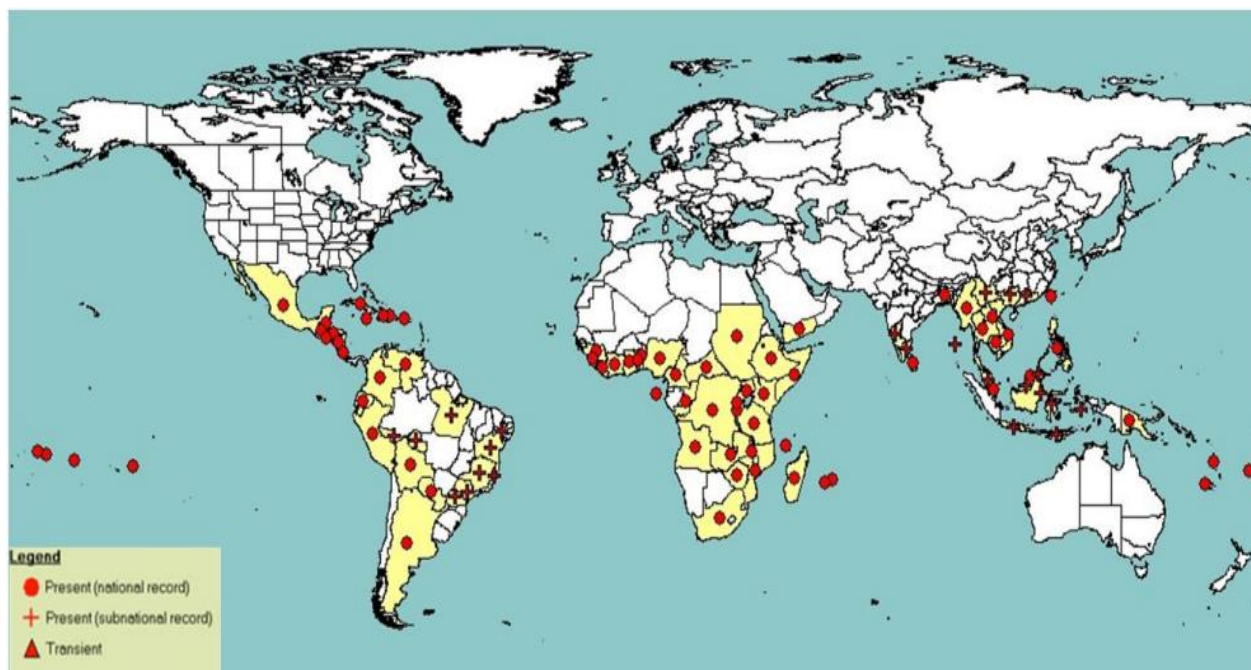 Legend
Present (national record)
Present (subnational record)
Transient